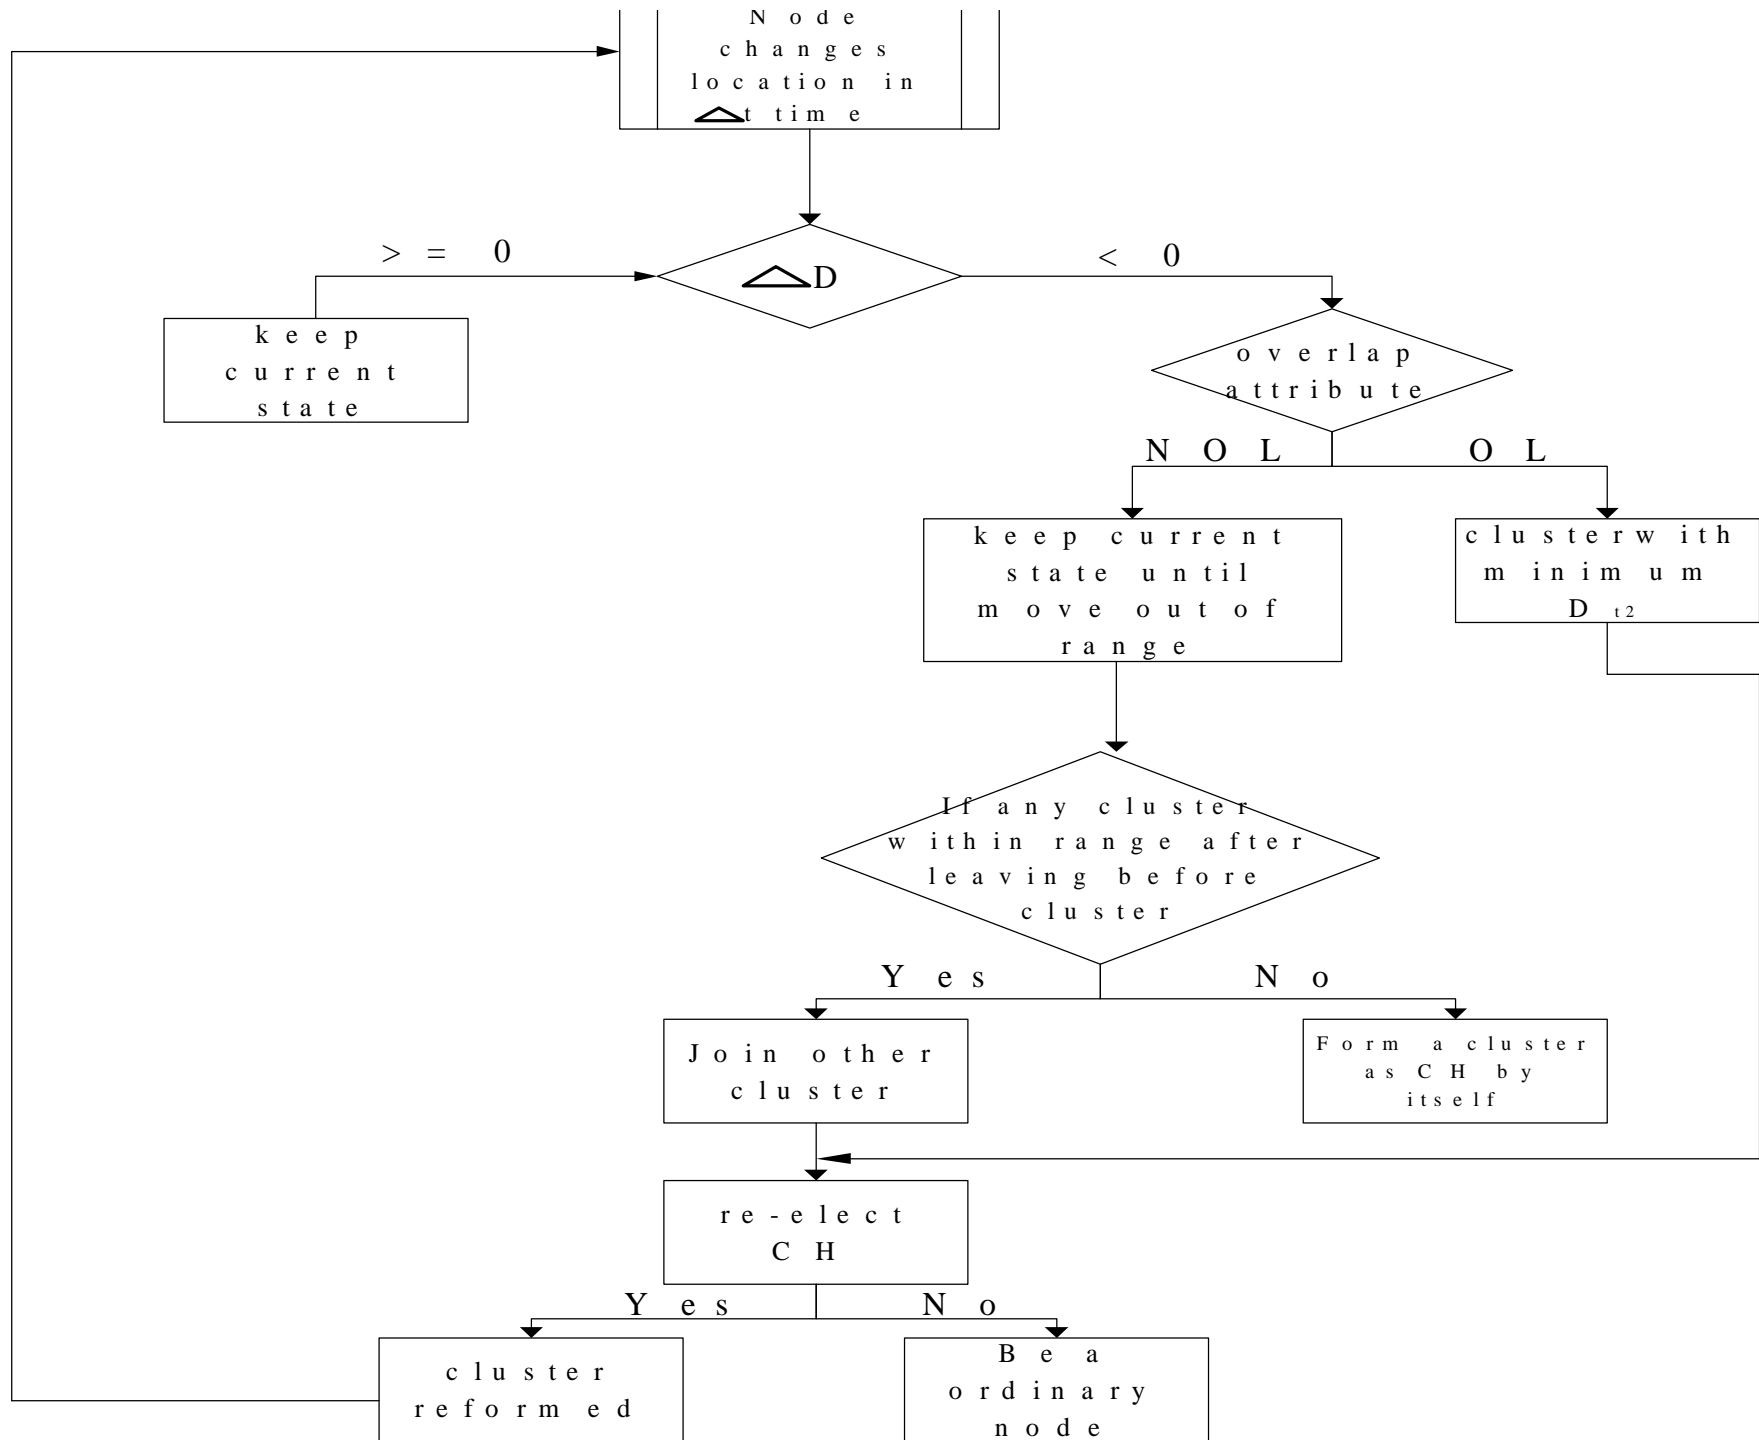 Node
changes
location in
△t time
>= 0
< 0
△D
keep
current
state
overlap
attribute
NOL
OL
keep current
state until
move out of
range
clusterwith
minimum
D t2
If any cluster
within range after
leaving before
cluster
Yes
No
Join other
cluster
Form a cluster
as CH by
itself
re-elect
CH
Yes
No
cluster
reformed
Be a
ordinary
node